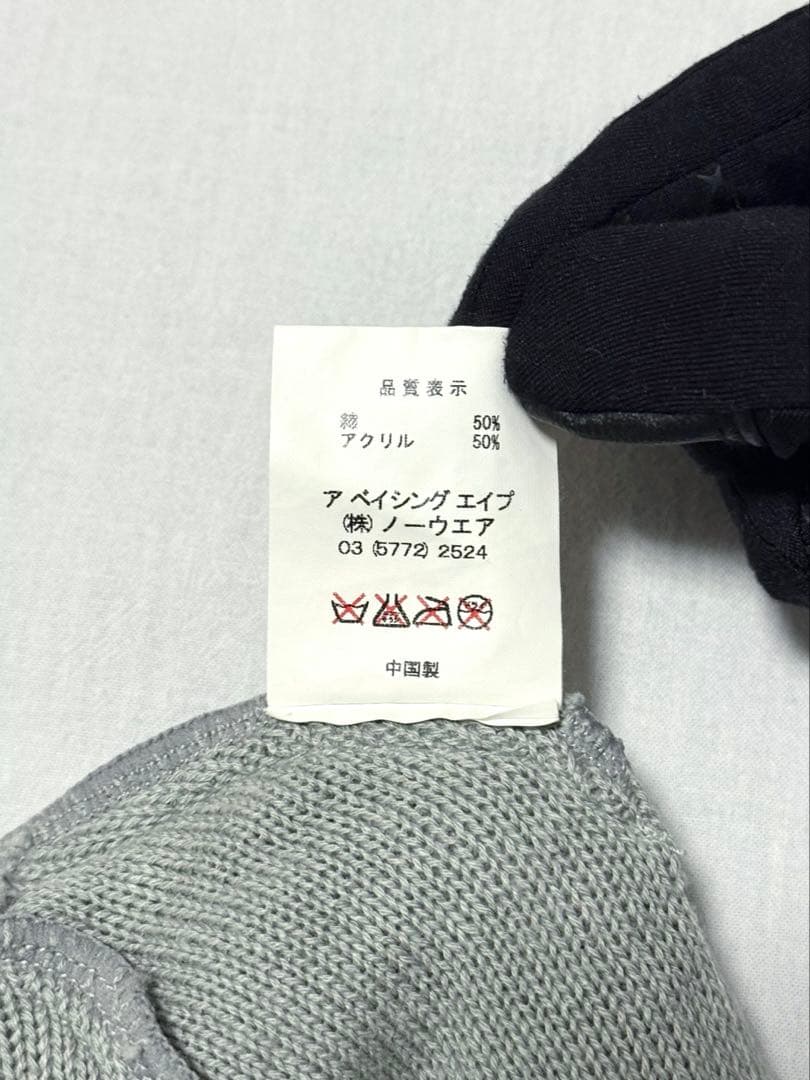 品質表示
綿 50%
アクリル 50%
ア ベイシング エイプ
(株) ノーウエア
03 (5772) 2524
中国製